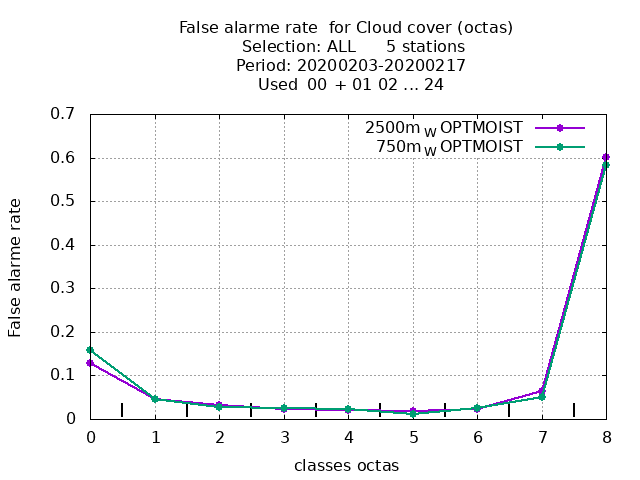 False alarme rate  for Cloud cover (octas)
Selection: ALL      5 stations
Period: 20200203-20200217
Used  00  + 01 02 ... 24
2500m W OPTMOIST
750m W OPTMOIST
False alarme rate
0.7
0.6
0.5
0.4
0.3
0.2
0.1
0
0 1 2 3 4 5 6 7 8
classes octas